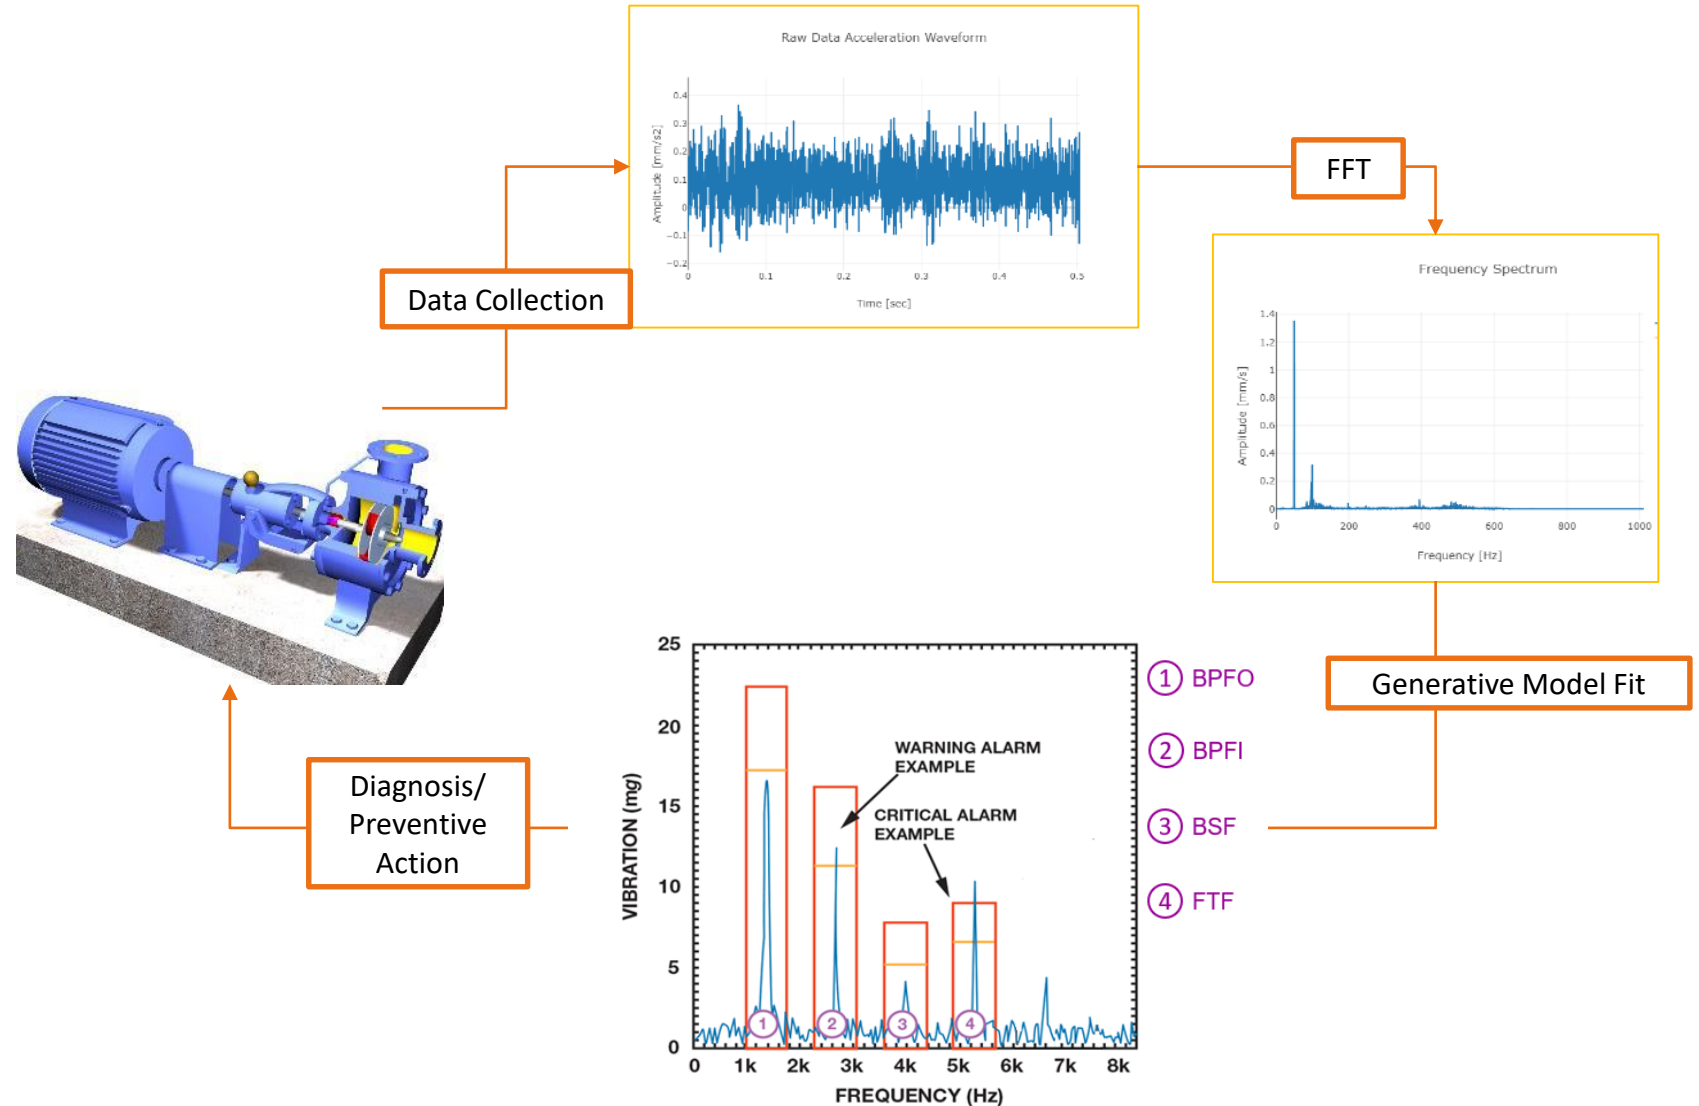 Raw Data Acceleration Waveform
Amplitude [mm/s2]
0.4
0.3
0.2
0.1
0
−0.1
−0.2
0
0.1
0.2
0.3
0.4
0.5
Time [sec]
FFT
Data Collection
Frequency Spectrum
Amplitude [mm/s]
1.4
1.2
1
0.8
0.6
0.4
0.2
0
0
200
400
600
800
1000
Frequency [Hz]
Generative Model Fit
VIBRATION (mg)
25
20
15
10
5
0
WARNING ALARM
EXAMPLE
CRITICAL ALARM
EXAMPLE
1
2
3
4
0
1k
2k
3k
4k
5k
6k
7k
8k
FREQUENCY (Hz)
1 BPFO
2 BPFI
3 BSF
4 FTF
Diagnosis/
Preventive
Action